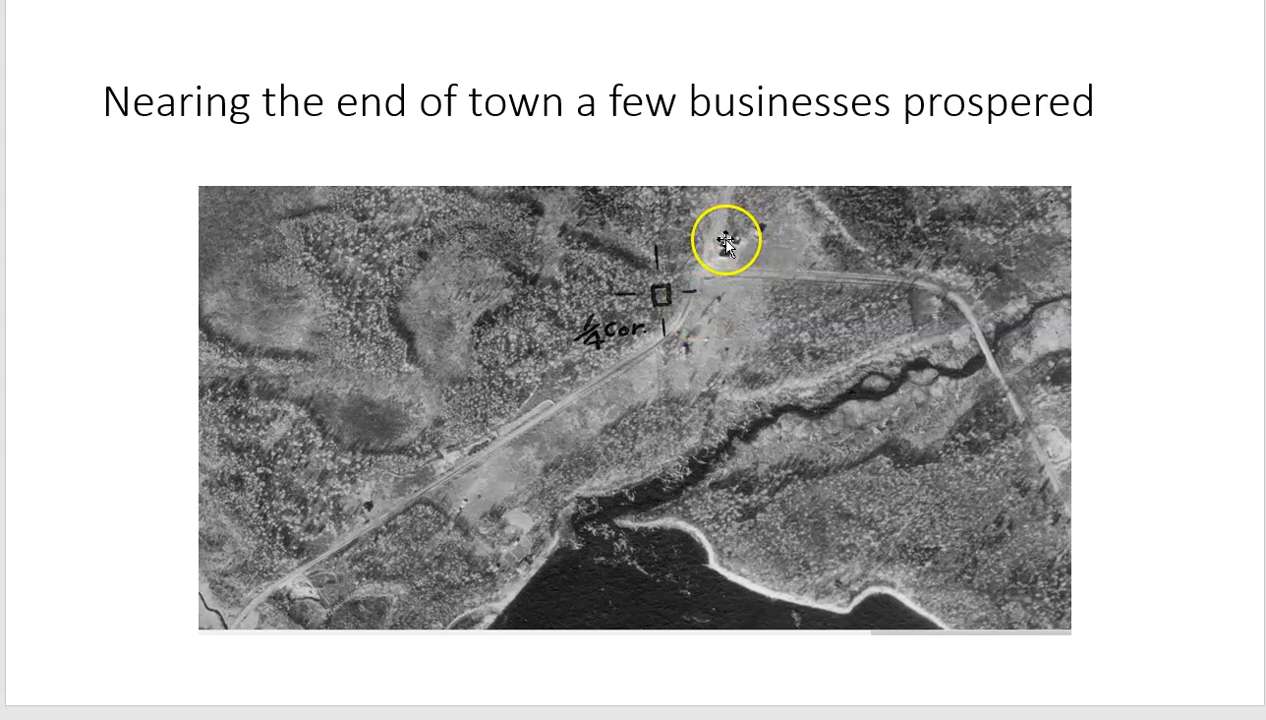 Nearing the end of town a few businesses prospered
1/4 Cor.